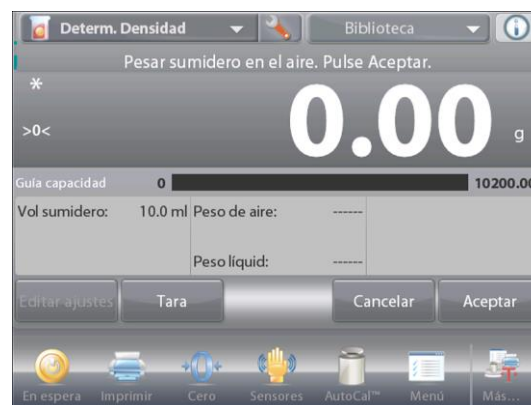 Determ. Densidad Biblioteca
Pesar sumidero en el aire. Pulse Aceptar.
*
>0< 0.00 g
Guía capacidad 0 10200.00
Vol sumidero: 10.0 ml Peso de aire: ------
Peso líquid: ------
Editar ajustes Tara Cancelar Aceptar
En espera Imprimir Cero Sensores AutoCal™ Menú Más...